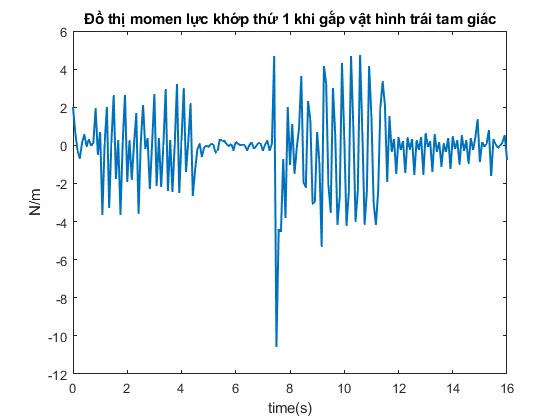 Đồ thị momen lực khớp thứ 1 khi gắp vật hình trái tam giác
6
4
2
0
-2
-4
-6
-8
-10
-12
N/m
0 2 4 6 8 10 12 14 16
time(s)